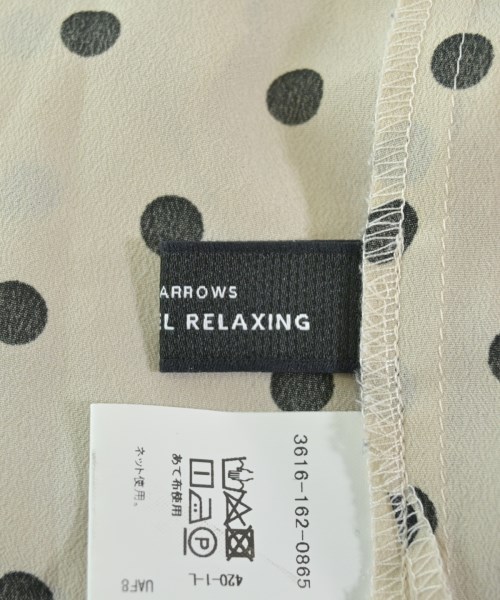 ARROWS
EL RELAXING
3616-162-0865
あて布使用
ネット使用。
420-1-L
UAF8